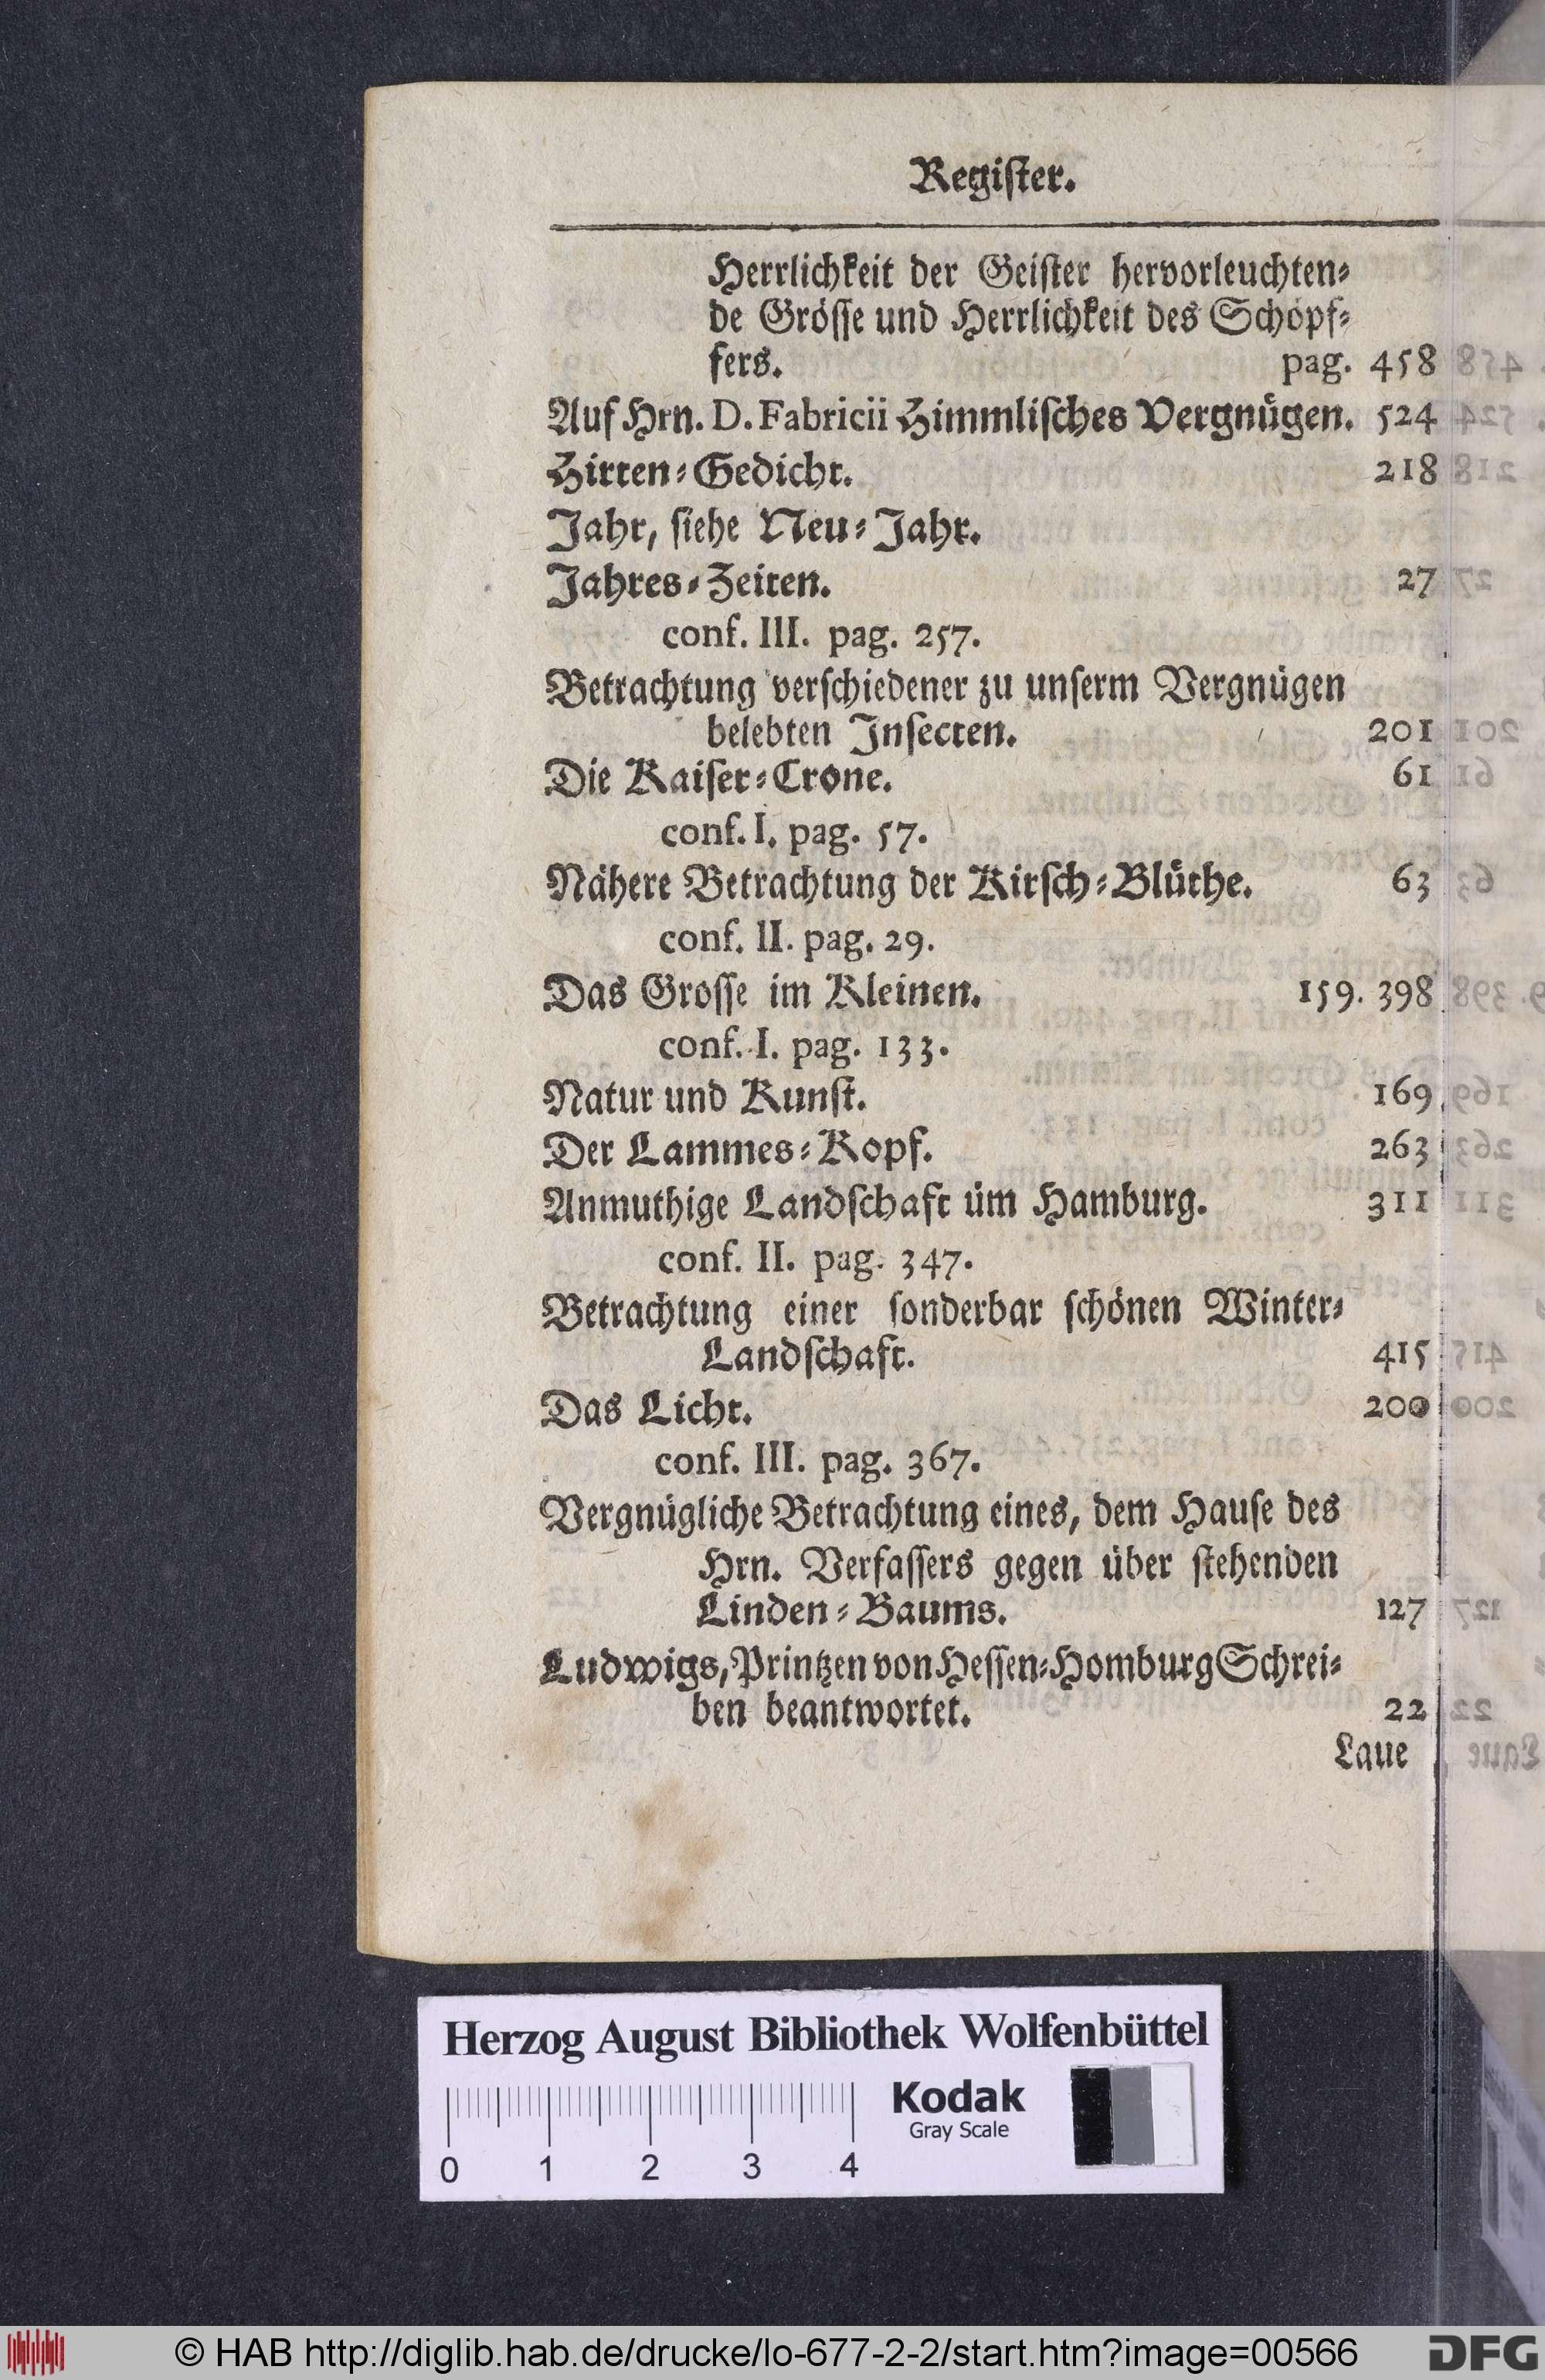 Regiſter.
Herrlichkeit der Geiſter hervorleuchten⸗
de Gröſſe und Herrlichkeit des Schöpf⸗
fers. pag. 458
Auf Hrn. D. Fabricii Himmliſches Vergnügen. 524
Hirten⸗Gedicht. 218
Jahr, ſiehe Neu⸗Jahr.
Jahres⸗Zeiten. 27
conf. III. pag. 257.
Betrachtung verſchiedener zu unſerm Vergnügen
belebten Inſecten. 201
Die Kaiſer⸗Crone. 61
conf. I. pag. 57.
Nähere Betrachtung der Kirſch⸗Blüthe. 63
conf. II. pag. 29.
Das Groſſe im Kleinen. 159. 398
conf. I. pag. 133.
Natur und Kunſt. 169
Der Lammes⸗Kopf. 263
Anmuthige Landſchaft üm Hamburg. 311
conf. II. pag. 347.
Betrachtung einer ſonderbar ſchönen Winter⸗
Landſchaft. 415
Das Licht. 200
conf. III. pag. 367.
Vergnügliche Betrachtung eines, dem Hauſe des
Hrn. Verfaſſers gegen über ſtehenden
Linden⸗Baums. 127
Ludwigs, Printzen von Heſſen⸗Homburg Schrei⸗
ben beantwortet. 22
Laue
Herzog August Bibliothek Wolfenbüttel
Kodak
Gray Scale
0 1 2 3 4
© HAB http://diglib.hab.de/drucke/lo-677-2-2/start.htm?image=00566
DFG